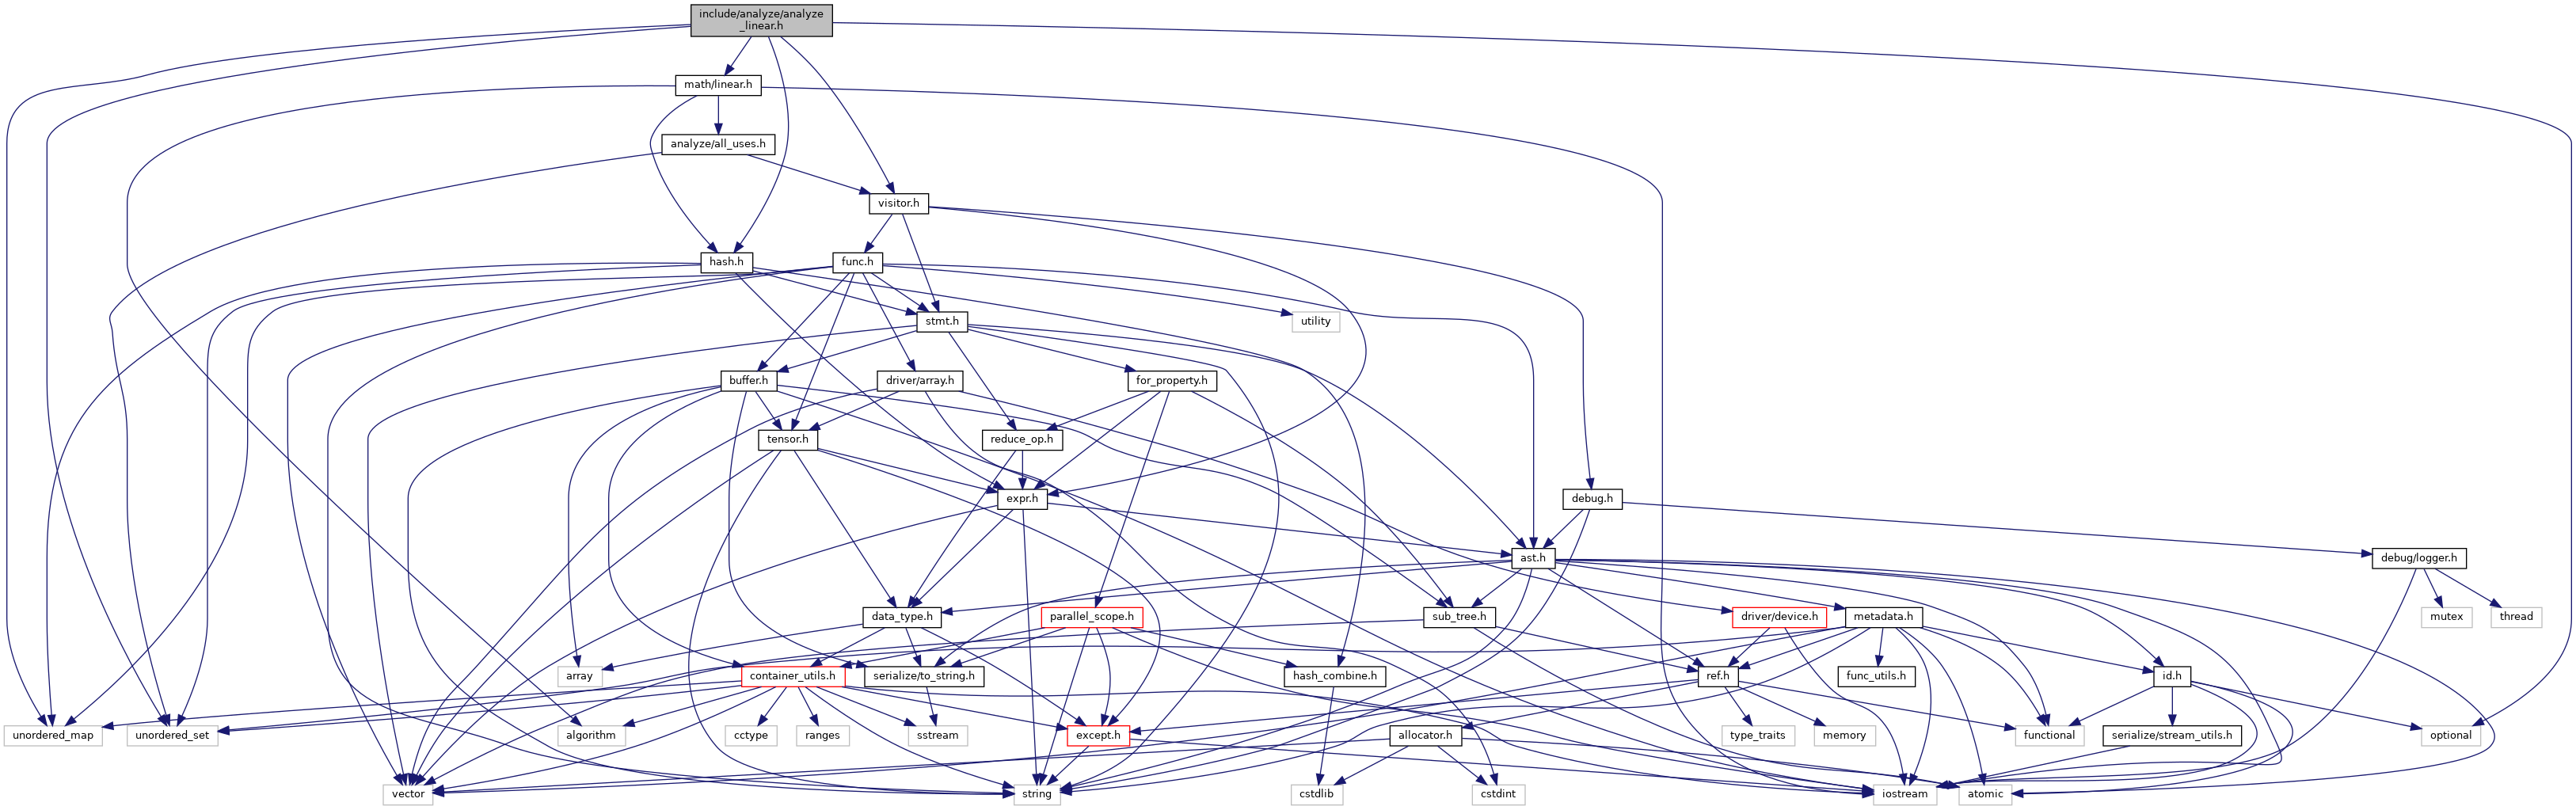 include/analyze/analyze
_linear.h
math/linear.h
analyze/all_uses.h
visitor.h
hash.h
func.h
stmt.h
utility
buffer.h
driver/array.h
for_property.h
tensor.h
reduce_op.h
expr.h
debug.h
ast.h
debug/logger.h
data_type.h
parallel_scope.h
sub_tree.h
driver/device.h
metadata.h
mutex
thread
array
container_utils.h
serialize/to_string.h
hash_combine.h
ref.h
func_utils.h
id.h
unordered_map
unordered_set
algorithm
cctype
ranges
sstream
except.h
allocator.h
type_traits
memory
functional
serialize/stream_utils.h
optional
vector
string
cstdlib
cstdint
iostream
atomic